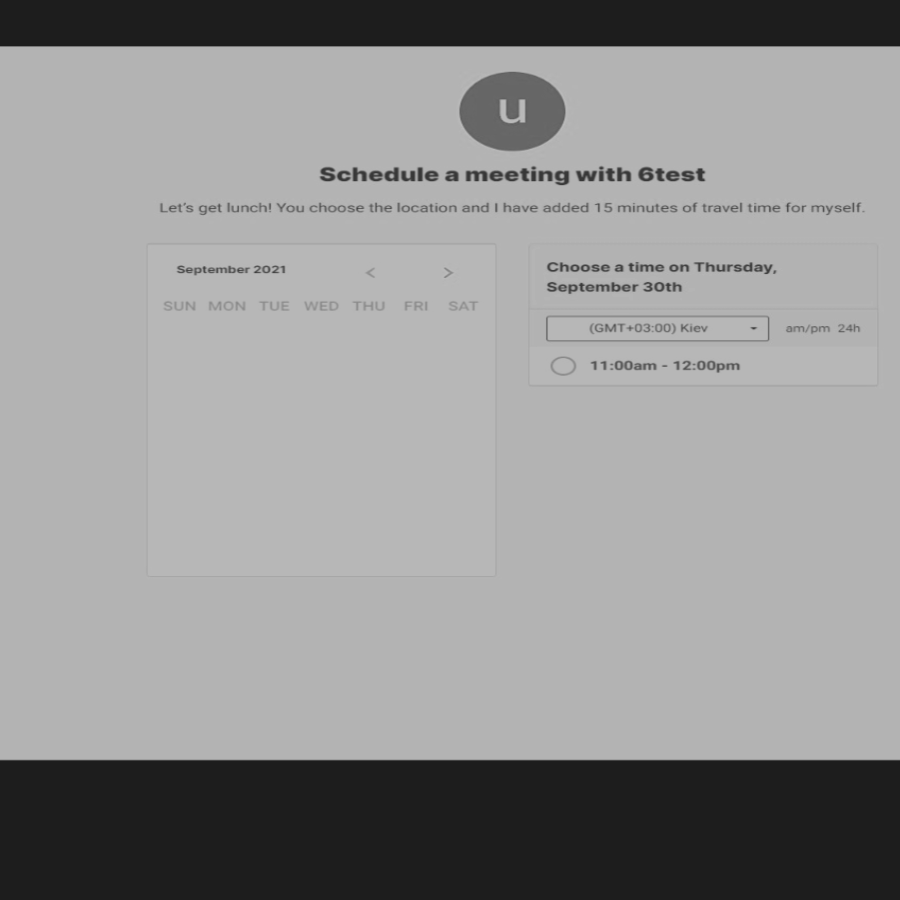 u
Schedule a meeting with 6test
Let's get lunch! You choose the location and I have added 15 minutes of travel time for myself.
September 2021 < >
SUN MON TUE WED THU FRI SAT
Choose a time on Thursday,
September 30th
(GMT+03:00) Kiev am/pm 24h
11:00am - 12:00pm